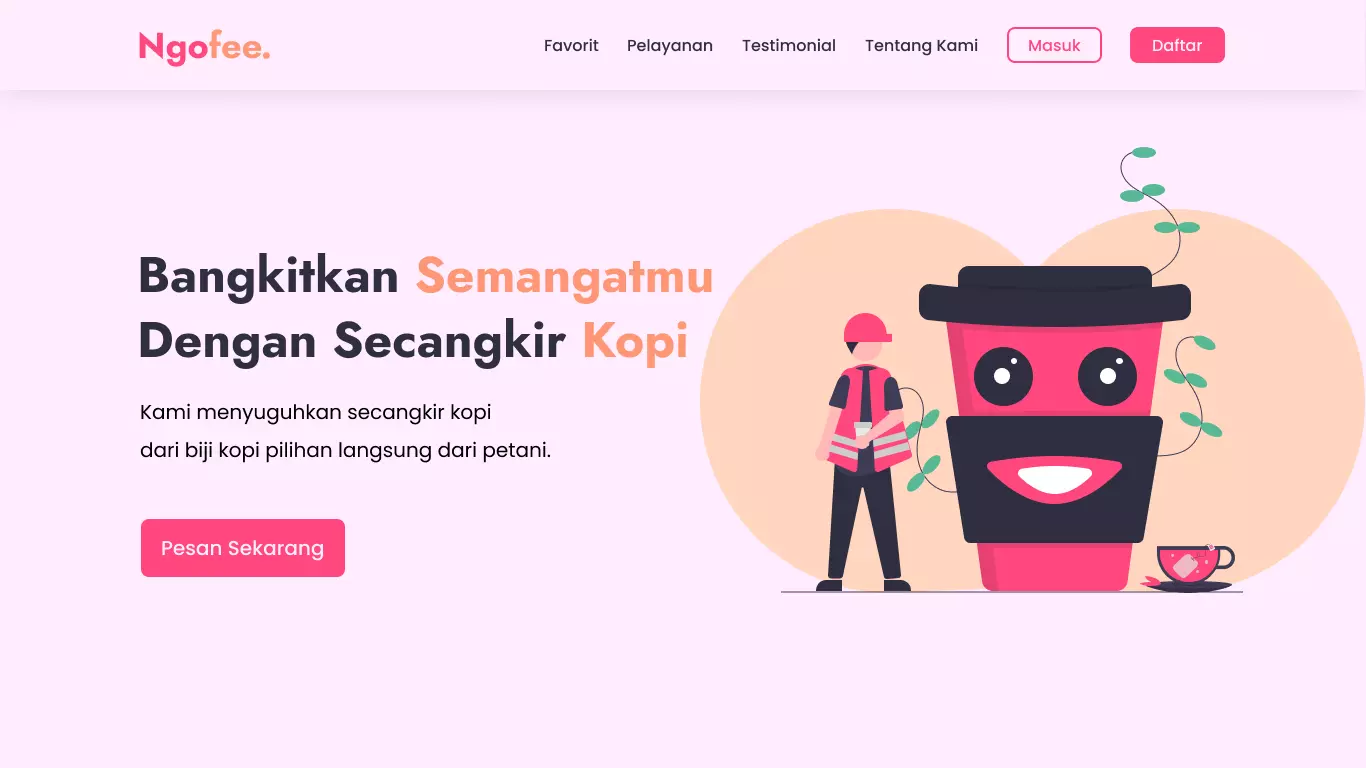 Ngofee.
Favorit
Pelayanan
Testimonial
Tentang Kami
Masuk
Daftar
Bangkitkan Semangatmu
Dengan Secangkir Kopi
Kami menyuguhkan secangkir kopi
dari biji kopi pilihan langsung dari petani.
Pesan Sekarang